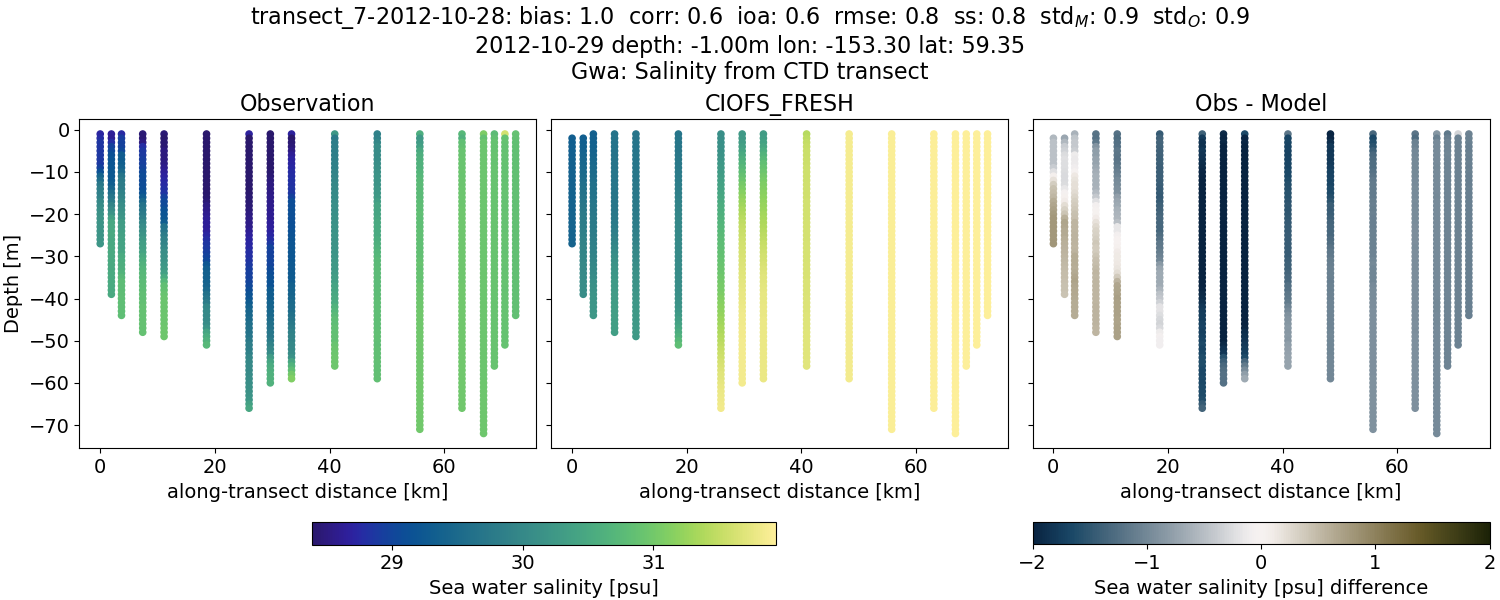 transect_7-2012-10-28: bias: 1.0  corr: 0.6  ioa: 0.6  rmse: 0.8  ss: 0.8  std_M: 0.9  std_O: 0.9
2012-10-29 depth: -1.00m lon: -153.30 lat: 59.35
Gwa: Salinity from CTD transect
Observation
CIOFS_FRESH
Obs - Model
Depth [m]
0
−10
−20
−30
−40
−50
−60
−70
0 20 40 60
0 20 40 60
0 20 40 60
along-transect distance [km]
along-transect distance [km]
along-transect distance [km]
29 30 31
Sea water salinity [psu]
−2 −1 0 1 2
Sea water salinity [psu] difference